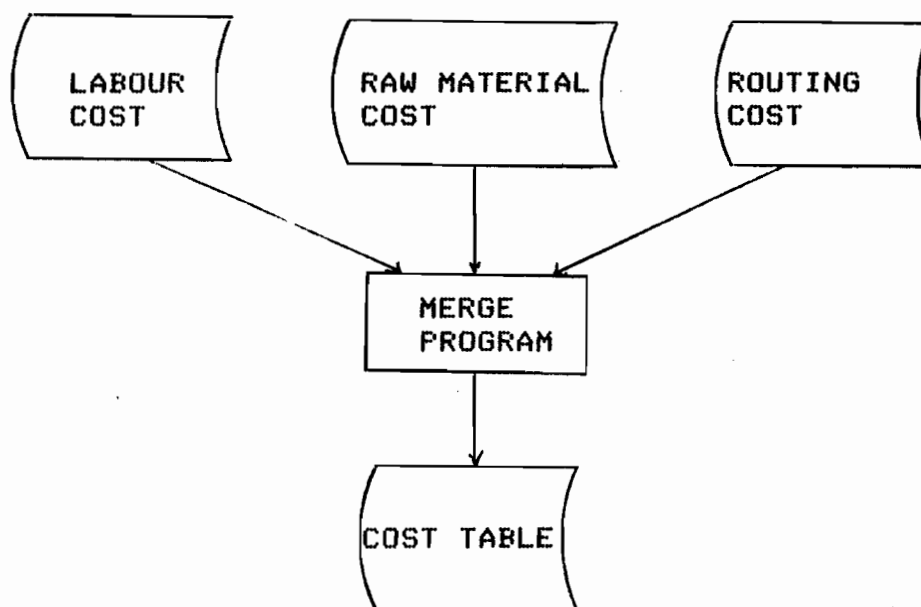 LABOUR
COST
RAW MATERIAL
COST
ROUTING
COST
MERGE
PROGRAM
COST TABLE